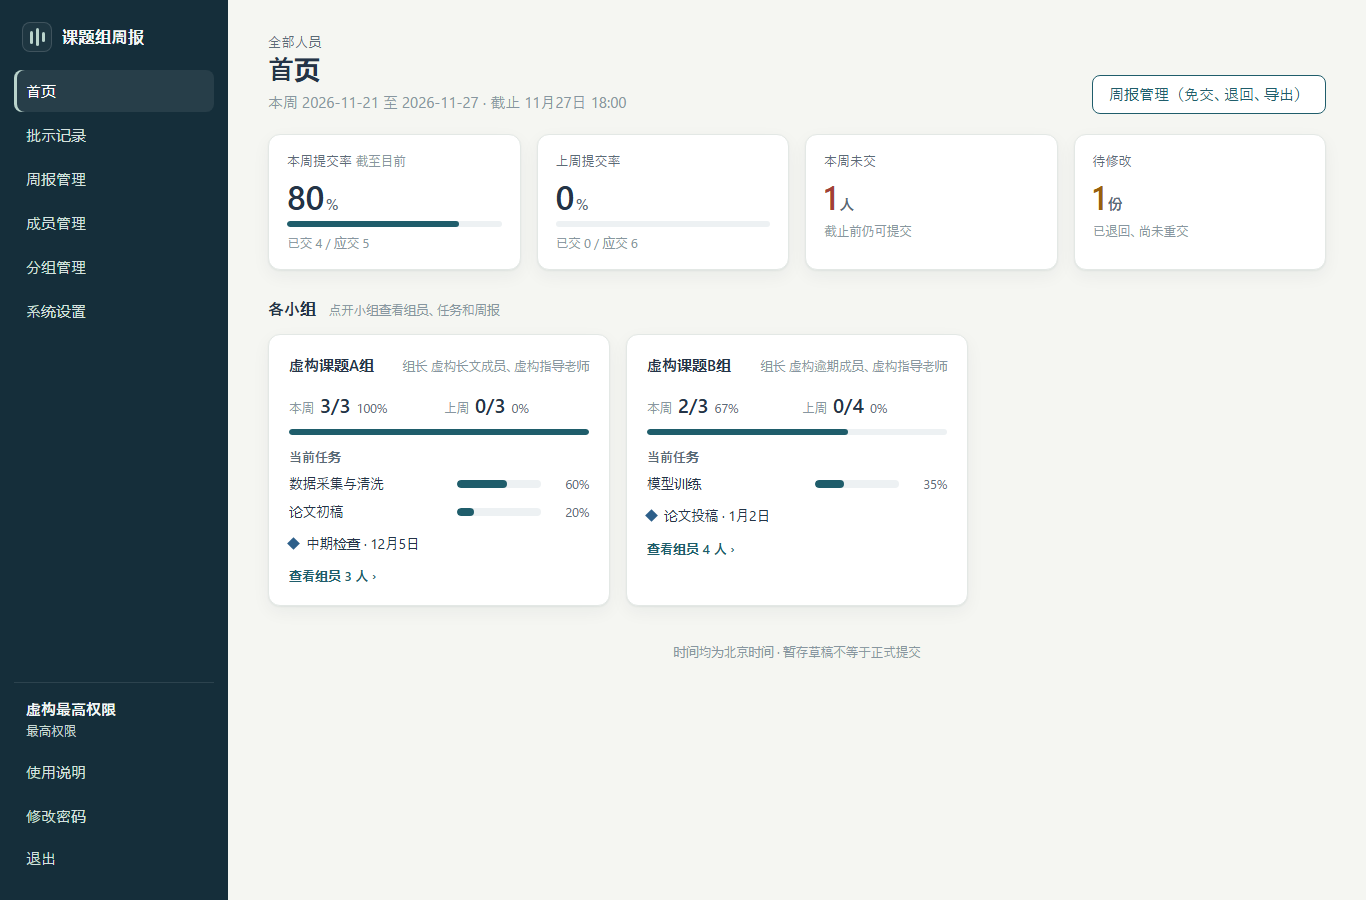 课题组周报
首页
批示记录
周报管理
成员管理
分组管理
系统设置
虚构最高权限
最高权限
使用说明
修改密码
退出
全部人员
首页
本周 2026-11-21 至 2026-11-27 · 截止 11月27日 18:00
周报管理（免交、退回、导出）
本周提交率 截至目前
80%
已交 4 / 应交 5
上周提交率
0%
已交 0 / 应交 6
本周未交
1人
截止前仍可提交
待修改
1份
已退回、尚未重交
各小组 点开小组查看组员、任务和周报
虚构课题A组 组长 虚构长文成员、虚构指导老师
本周 3/3 100% 上周 0/3 0%
当前任务
数据采集与清洗 60%
论文初稿 20%
中期检查 · 12月5日
查看组员 3 人 ›
虚构课题B组 组长 虚构逾期成员、虚构指导老师
本周 2/3 67% 上周 0/4 0%
当前任务
模型训练 35%
论文投稿 · 1月2日
查看组员 4 人 ›
时间均为北京时间 · 暂存草稿不等于正式提交